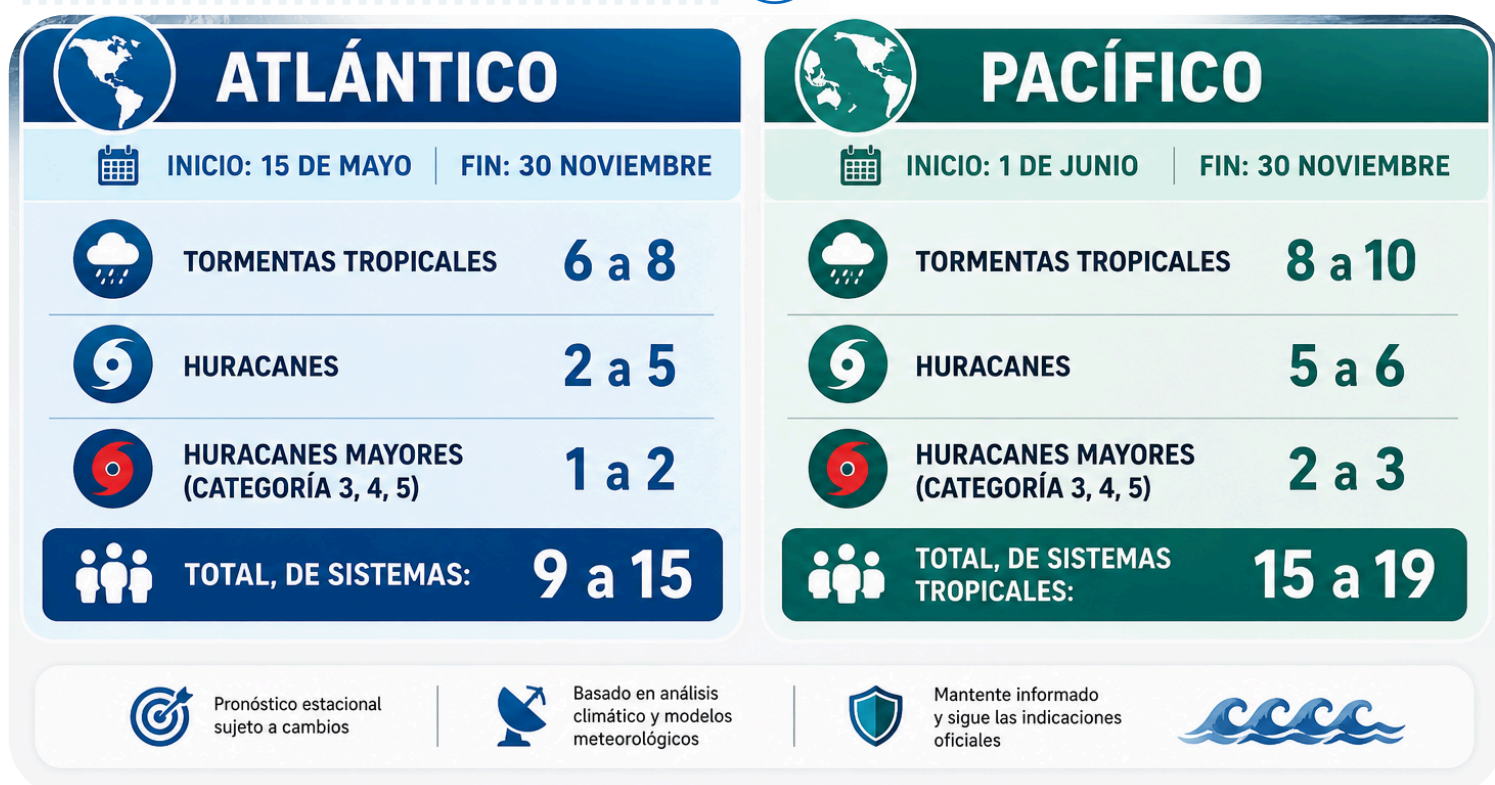 ATLÁNTICO
INICIO: 15 DE MAYO
FIN: 30 NOVIEMBRE
TORMENTAS TROPICALES
6 a 8
HURACANES
2 a 5
HURACANES MAYORES
(CATEGORÍA 3, 4, 5)
1 a 2
TOTAL, DE SISTEMAS:
9 a 15
PACÍFICO
INICIO: 1 DE JUNIO
FIN: 30 NOVIEMBRE
TORMENTAS TROPICALES
8 a 10
HURACANES
5 a 6
HURACANES MAYORES
(CATEGORÍA 3, 4, 5)
2 a 3
TOTAL, DE SISTEMAS
TROPICALES:
15 a 19
Pronóstico estacional
sujeto a cambios
Basado en análisis
climático y modelos
meteorológicos
Mantente informado
y sigue las indicaciones
oficiales